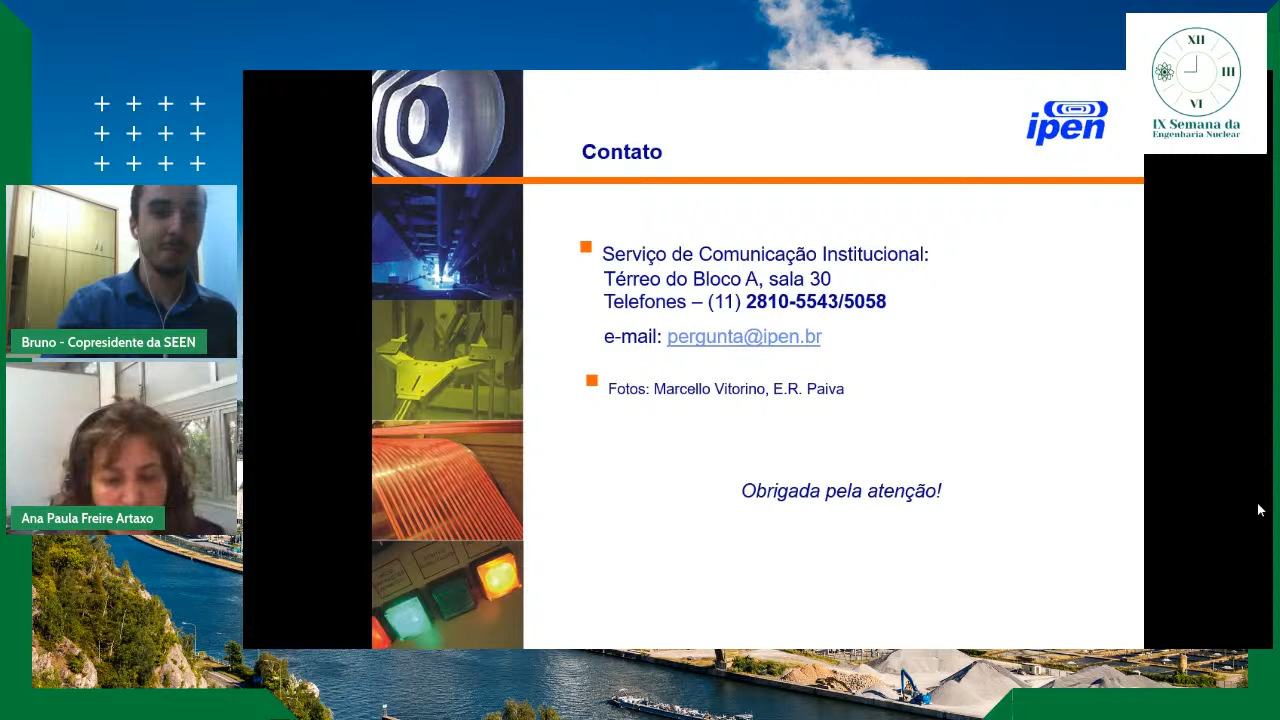 XII
III
VI
IX Semana da
Engenharia Nuclear
ipen
Contato
Serviço de Comunicação Institucional:
Térreo do Bloco A, sala 30
Telefones – (11) 2810-5543/5058
e-mail: pergunta@ipen.br
Fotos: Marcello Vitorino, E.R. Paiva
Obrigada pela atenção!
Bruno - Copresidente da SEEN
Ana Paula Freire Artaxo